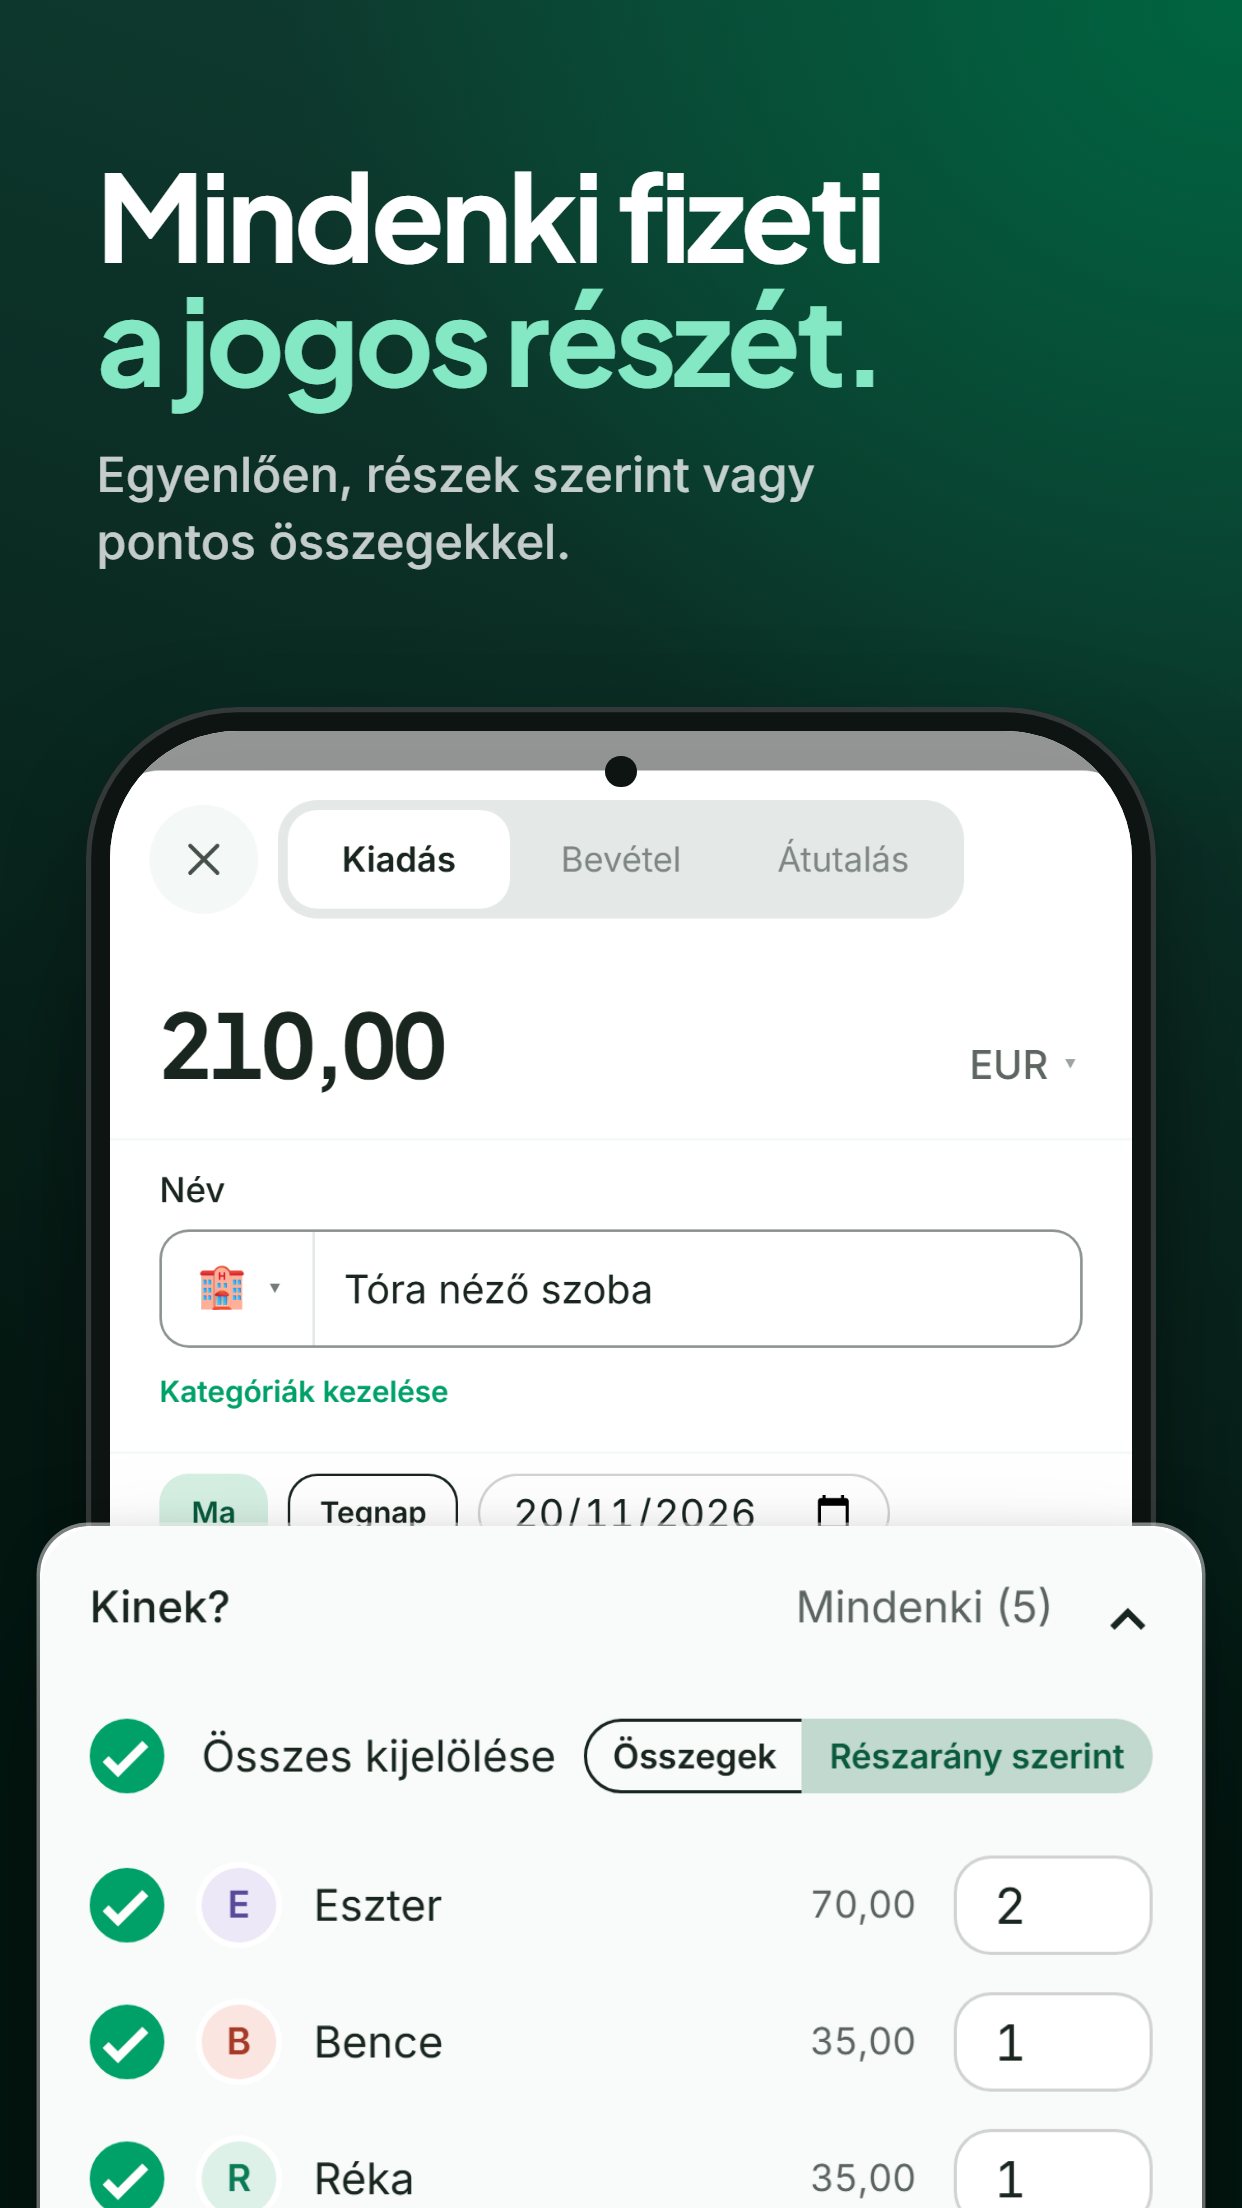 Mindenki fizeti
a jogos részét.
Egyenlően, részek szerint vagy
pontos összegekkel.
Kiadás Bevétel Átutalás
210,00 EUR
Név
Tóra néző szoba
Kategóriák kezelése
Ma Tegnap 20/11/2026
Kinek? Mindenki (5)
Összes kijelölése Összegek Részarány szerint
E Eszter 70,00 2
B Bence 35,00 1
R Réka 35,00 1